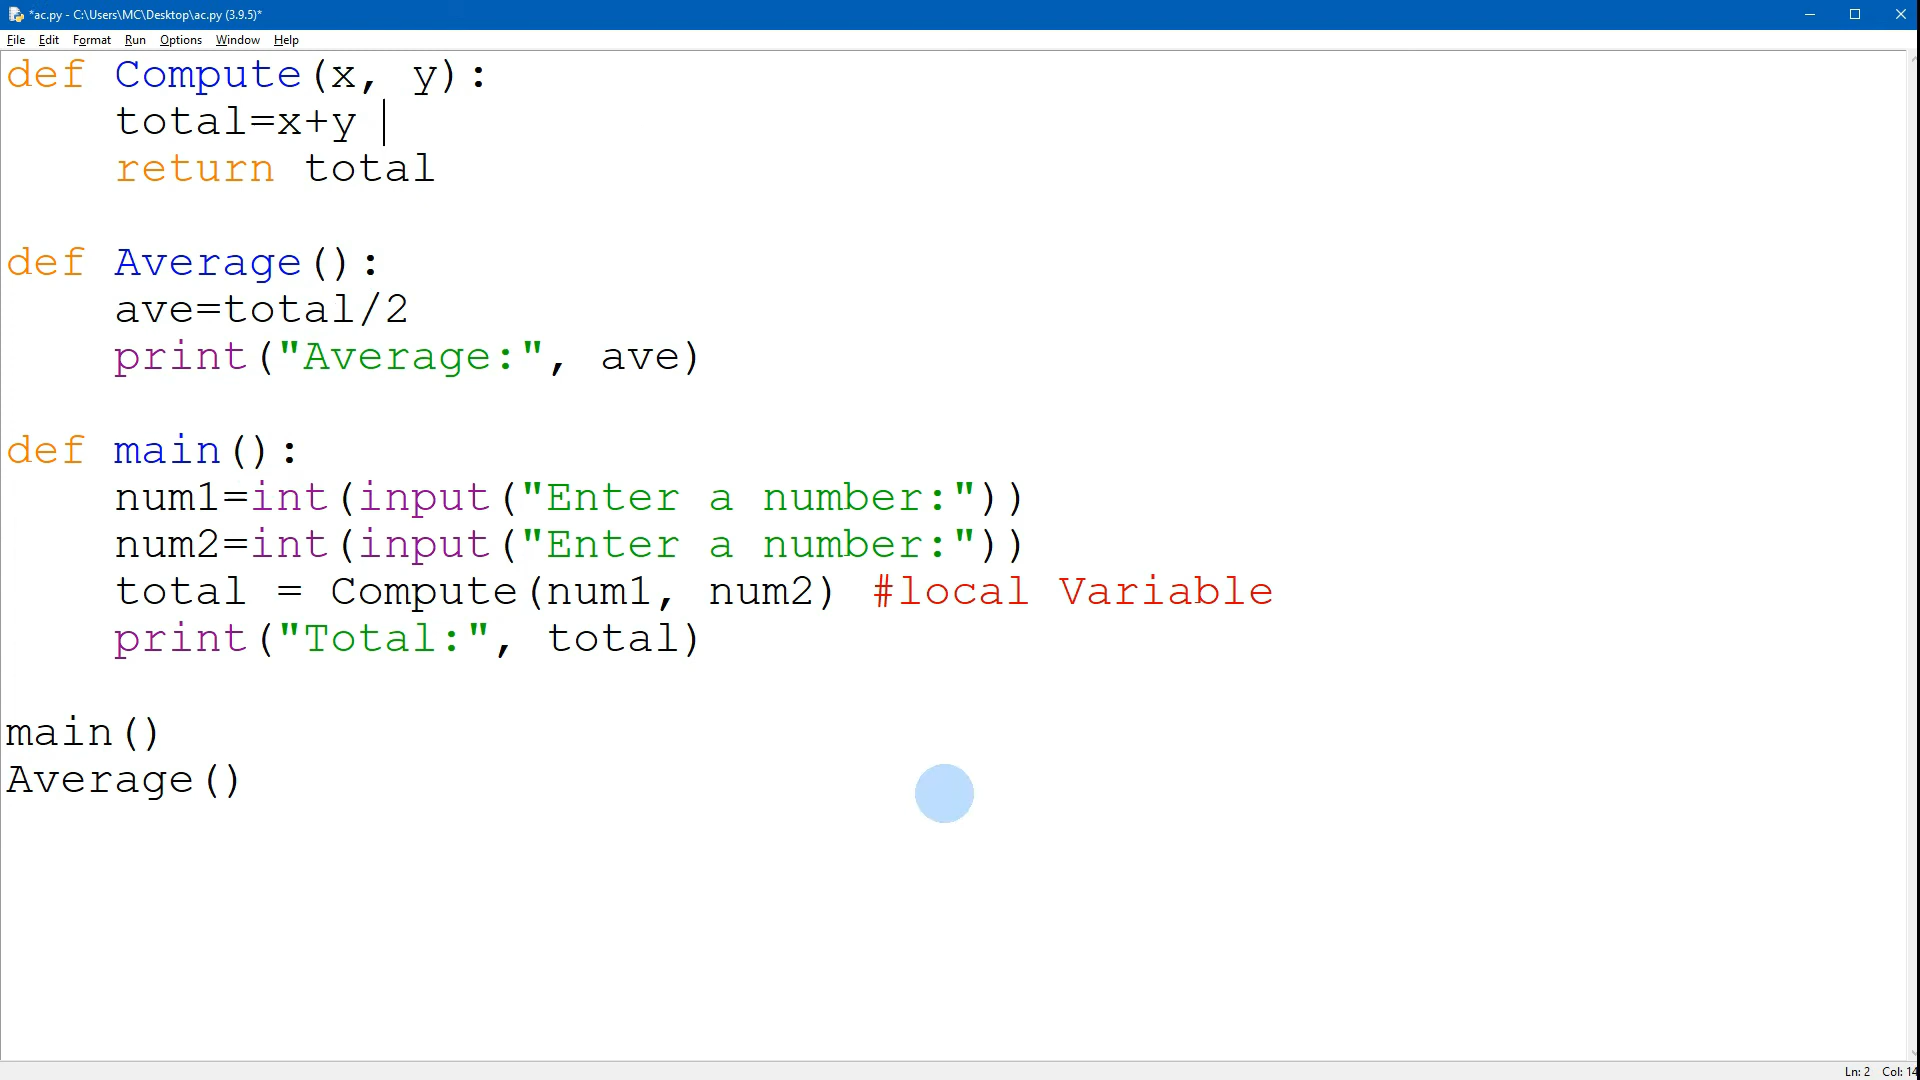 *ac.py - C:\Users\MC\Desktop\ac.py (3.9.5)*
File Edit Format Run Options Window Help
def Compute(x, y):
    total=x+y
    return total
def Average():
    ave=total/2
    print("Average:", ave)
def main():
    num1=int(input("Enter a number:"))
    num2=int(input("Enter a number:"))
    total = Compute(num1, num2) #local Variable
    print("Total:", total)
main()
Average()
Ln: 2 Col: 14